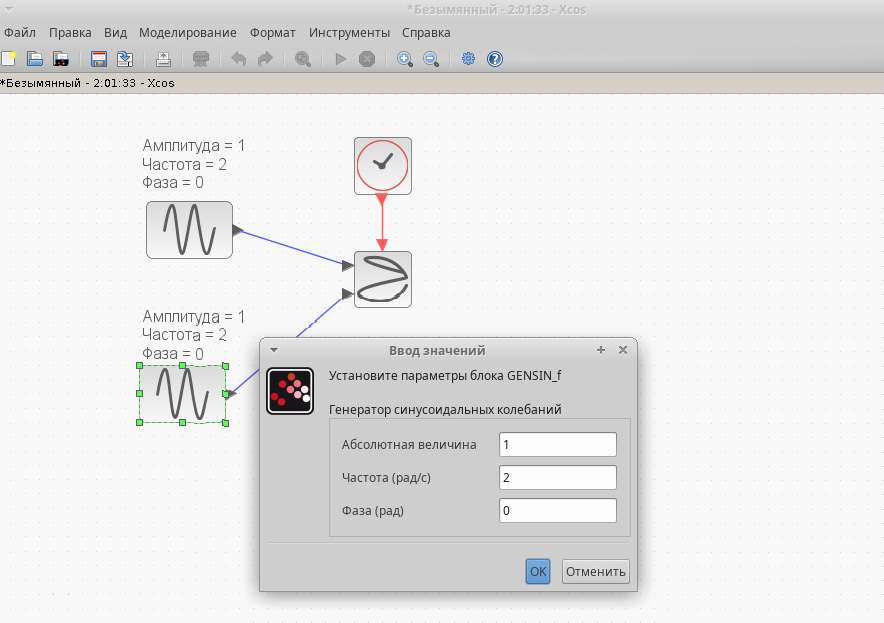 *Безымянный - 2:01:33 - Xcos
Файл Правка Вид Моделирование Формат Инструменты Справка
*Безымянный - 2:01:33 - Xcos
Амплитуда = 1
Частота = 2
Фаза = 0
Амплитуда = 1
Частота = 2
Фаза = 0
Ввод значений
Установите параметры блока GENSIN_f
Генератор синусоидальных колебаний
Абсолютная величина 1
Частота (рад/с) 2
Фаза (рад) 0
OK Отменить